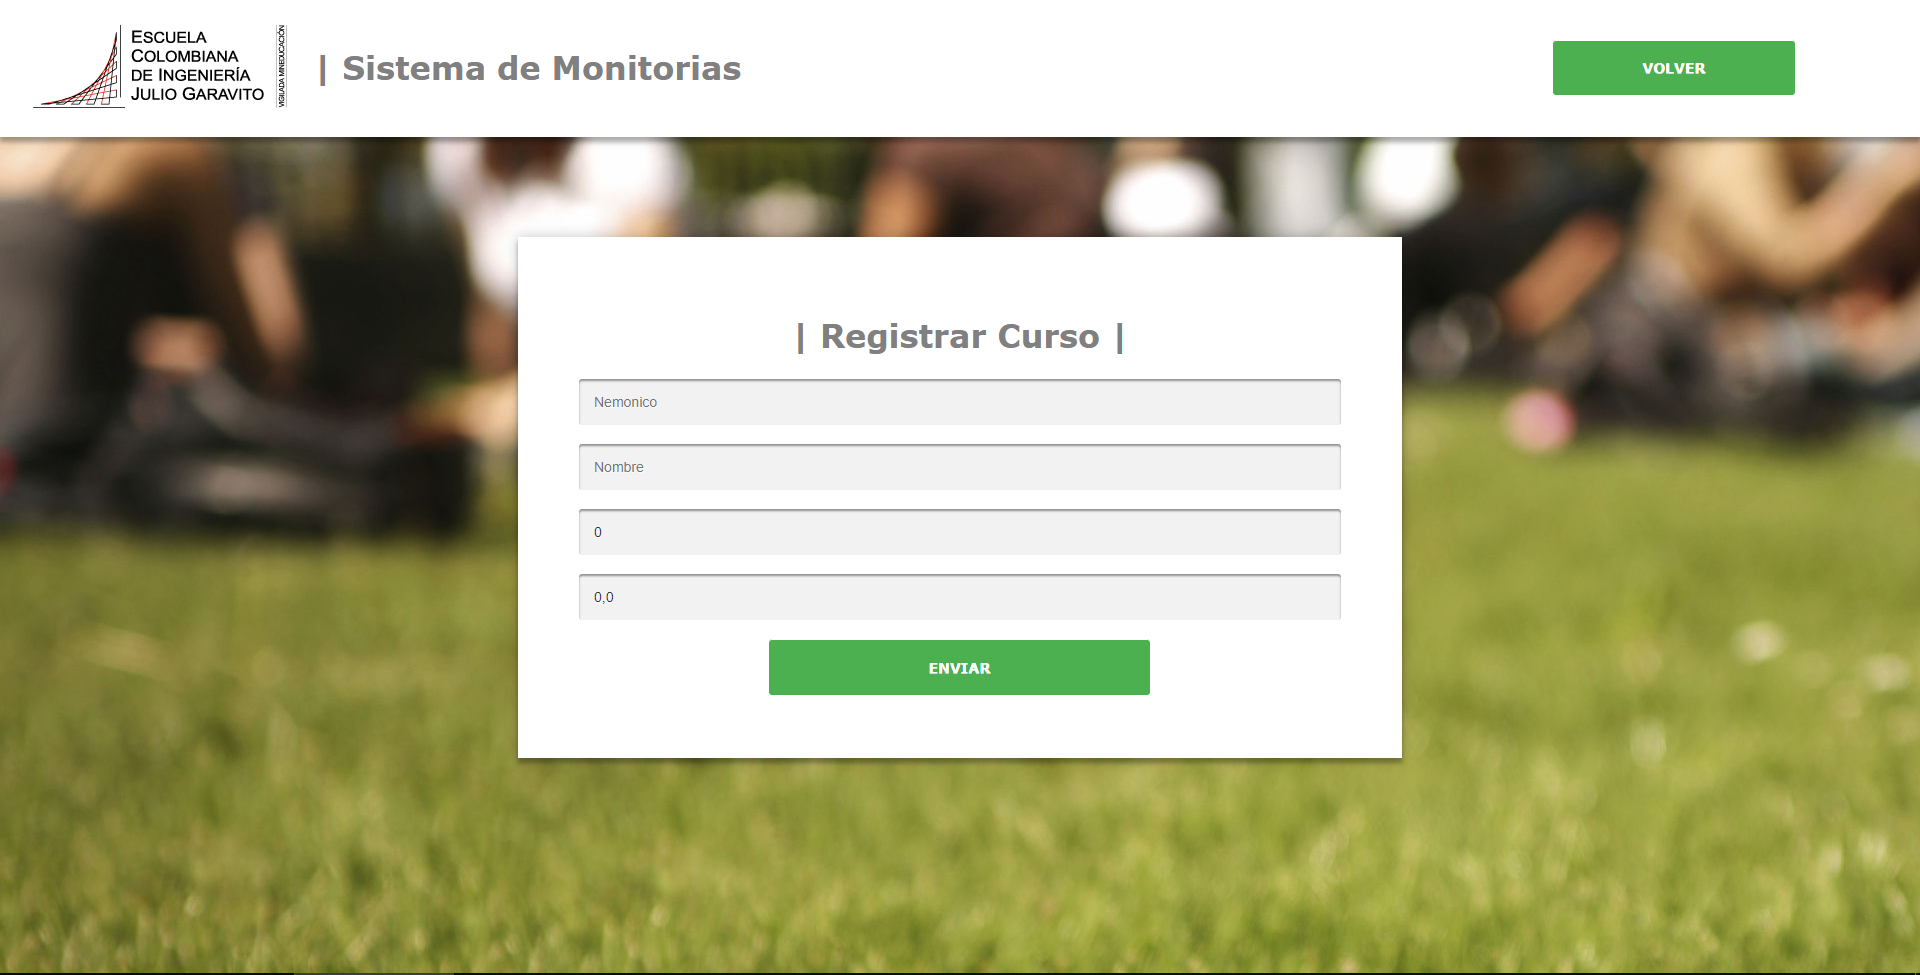 ESCUELA
COLOMBIANA
DE INGENIERÍA
JULIO GARAVITO
VIGILADA MINEDUCACIÓN
| Sistema de Monitorias
VOLVER
| Registrar Curso |
Nemonico
Nombre
0
0,0
ENVIAR